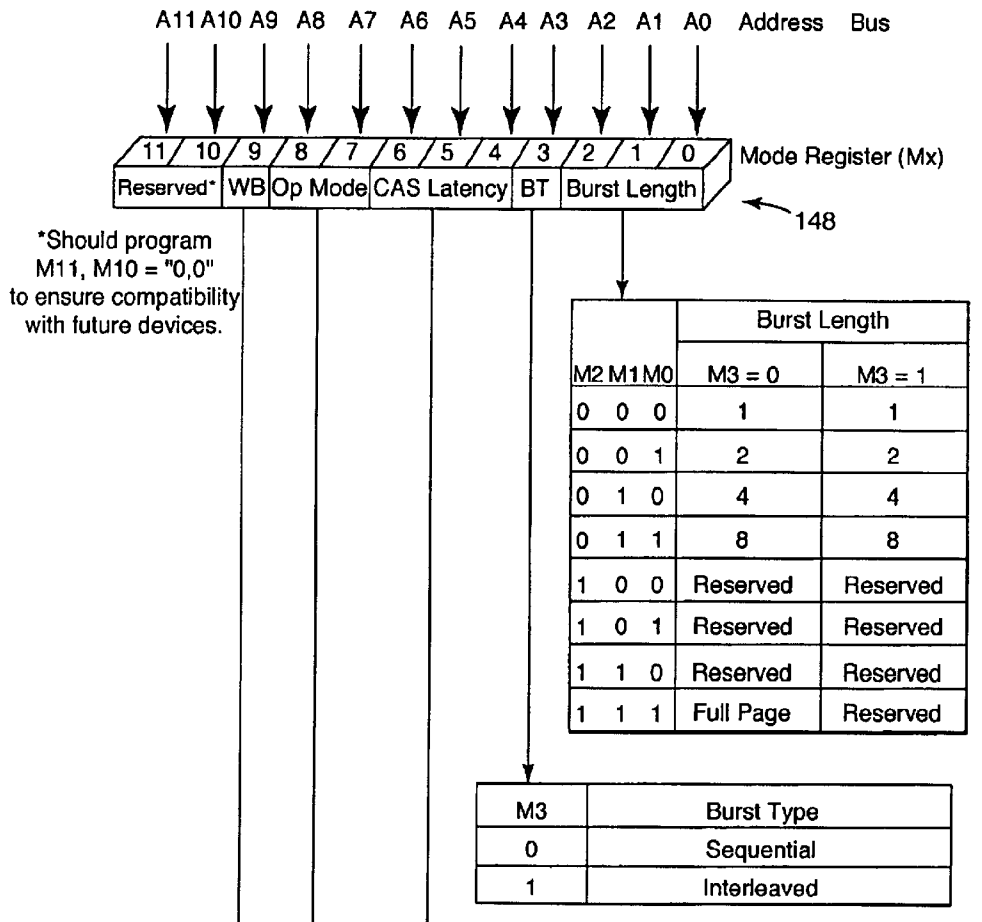 A11 A10 A9 A8 A7 A6 A5 A4 A3 A2 A1 A0 Address Bus
11 10 9 8 7 6 5 4 3 2 1 0 Mode Register (Mx)
Reserved* WB Op Mode CAS Latency BT Burst Length
148
*Should program
M11, M10 = "0,0"
to ensure compatibility
with future devices.
Burst Length
M2 M1 M0 M3 = 0 M3 = 1
0 0 0 1 1
0 0 1 2 2
0 1 0 4 4
0 1 1 8 8
1 0 0 Reserved Reserved
1 0 1 Reserved Reserved
1 1 0 Reserved Reserved
1 1 1 Full Page Reserved
M3 Burst Type
0 Sequential
1 Interleaved